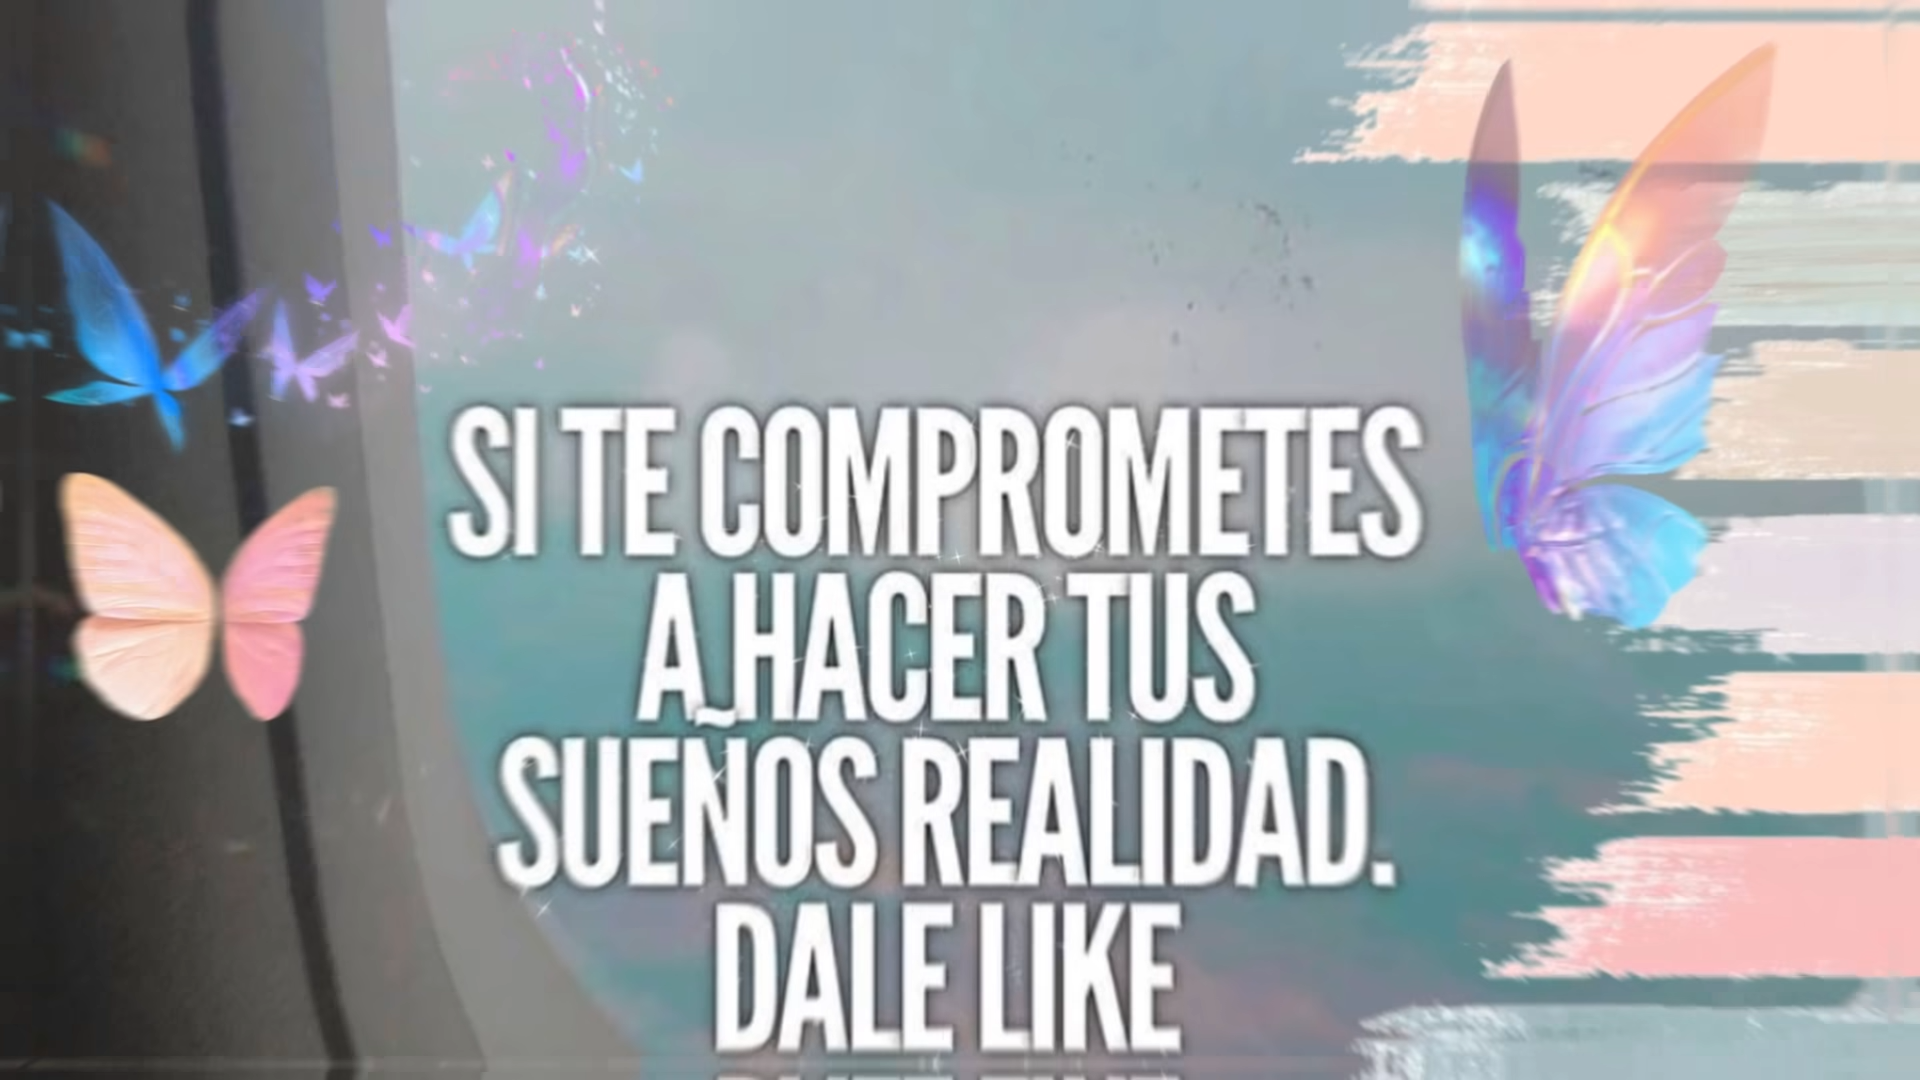 SI TE COMPROMETES
A HACER TUS
SUEÑOS REALIDAD.
DALE LIKE